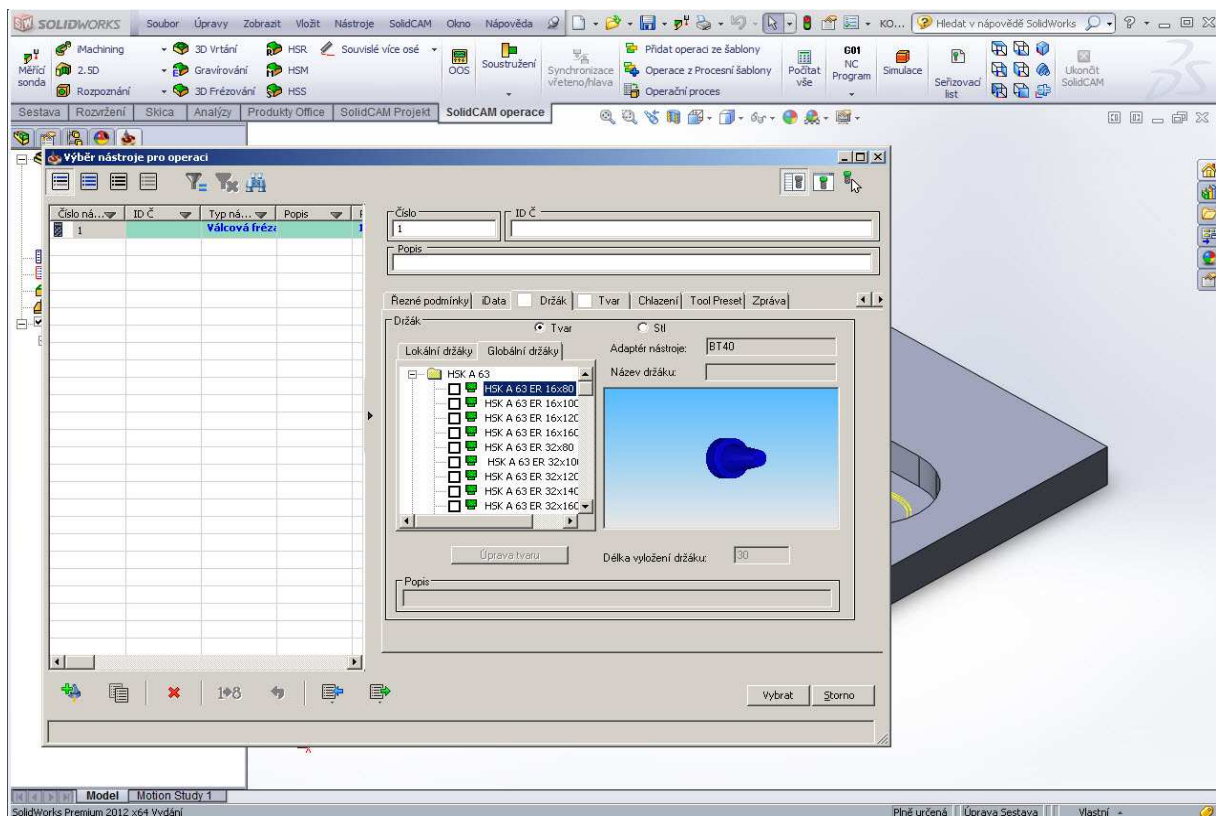 SOLIDWORKS Soubor Úpravy Zobrazit Vložit Nástroje SolidCAM Okno Nápověda KO... Hledat v nápovědě SolidWorks
Měřící sonda
iMachining
2.5D
Rozpoznání
3D Vrtání
Gravírování
3D Frézování
HSR
HSM
HSS
Souvislé více osé
OOS
Soustružení
Synchronizace vřeteno/hlava
Přidat operaci ze šablony
Operace z Procesní šablony
Operační proces
Počítat vše
G01
NC Program
Simulace
Seřizovací list
Ukončit SolidCAM
Sestava Rozvržení Skica Analýzy Produkty Office SolidCAM Projekt SolidCAM operace
Výběr nástroje pro operaci
Číslo ná... ID Č Typ ná... Popis
1 Válcová fréza
Číslo
1
ID Č
Popis
Řezné podmínky iData Držák Tvar Chlazení Tool Preset Zpráva
Držák
Tvar Stl
Lokální držáky Globální držáky
Adaptér nástroje: BT40
Název držáku:
HSK A 63
HSK A 63 ER 16x80
HSK A 63 ER 16x100
HSK A 63 ER 16x120
HSK A 63 ER 16x160
HSK A 63 ER 32x80
HSK A 63 ER 32x10
HSK A 63 ER 32x120
HSK A 63 ER 32x140
HSK A 63 ER 32x160
Úprava tvaru
Délka vyložení držáku: 30
Popis
1 8
Vybrat Storno
Model Motion Study 1
SolidWorks Premium 2012 x64 Vydání Plně určená Úprava Sestava Vlastní